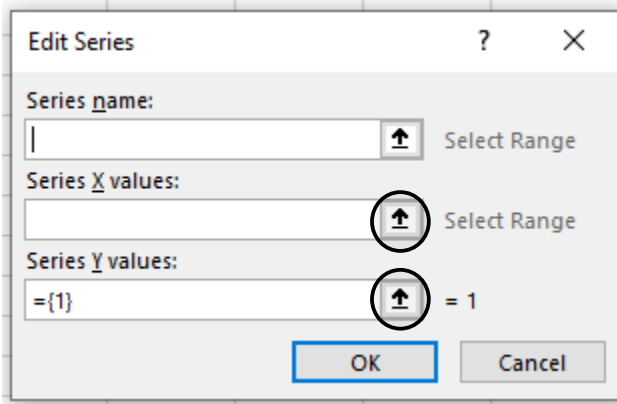 Edit Series ?
Series name:
Select Range
Series X values:
Select Range
Series Y values:
={1} = 1
OK Cancel